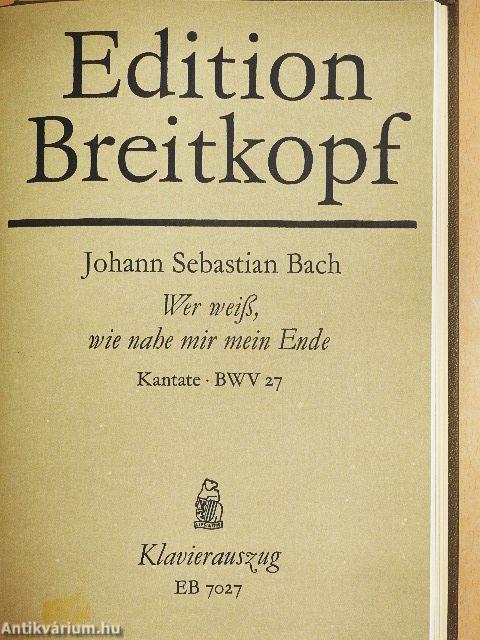 Edition
Breitkopf
Johann Sebastian Bach
Wer weiß,
wie nahe mir mein Ende
Kantate · BWV 27
Klavierauszug
EB 7027
Antikvárium.hu